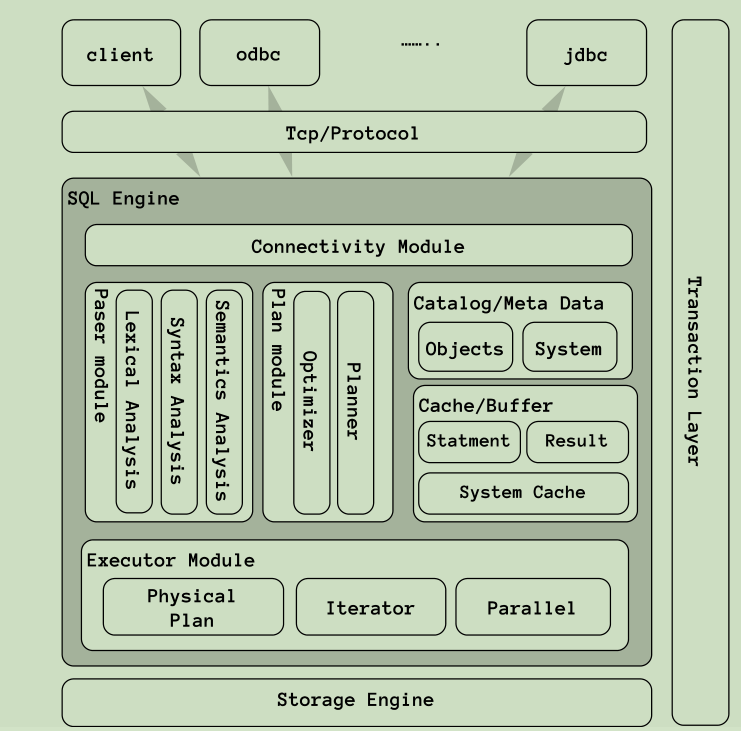 client
odbc
……..
jdbc
Tcp/Protocol
SQL Engine
Connectivity Module
Paser module
Lexical Analysis
Syntax Analysis
Semantics Analysis
Plan module
Optimizer
Planner
Catalog/Meta Data
Objects
System
Cache/Buffer
Statment
Result
System Cache
Executor Module
Physical
Plan
Iterator
Parallel
Storage Engine
Transaction Layer